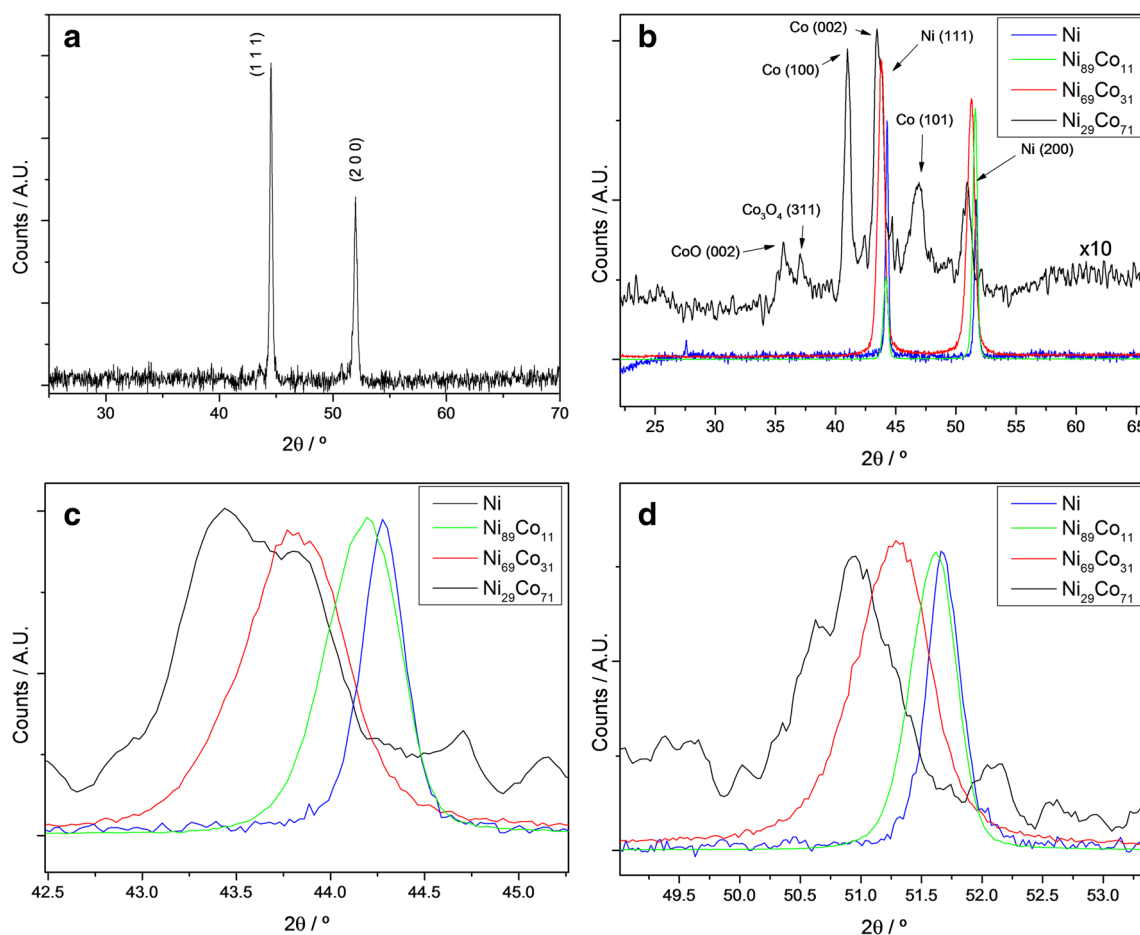 a
(1 1 1)
(2 0 0)
Counts / A.U.
30 40 50 60 70
2θ / º
b
Co (002)
Ni (111)
Co (100)
Co (101)
Ni (200)
Co₃O₄ (311)
CoO (002)
x10
Ni
Ni₈₉Co₁₁
Ni₆₉Co₃₁
Ni₂₉Co₇₁
Counts / A.U.
25 30 35 40 45 50 55 60 65
2θ / º
c
Ni
Ni₈₉Co₁₁
Ni₆₉Co₃₁
Ni₂₉Co₇₁
Counts / A.U.
42.5 43.0 43.5 44.0 44.5 45.0
2θ / º
d
Ni
Ni₈₉Co₁₁
Ni₆₉Co₃₁
Ni₂₉Co₇₁
Counts / A.U.
49.5 50.0 50.5 51.0 51.5 52.0 52.5 53.0
2θ / º